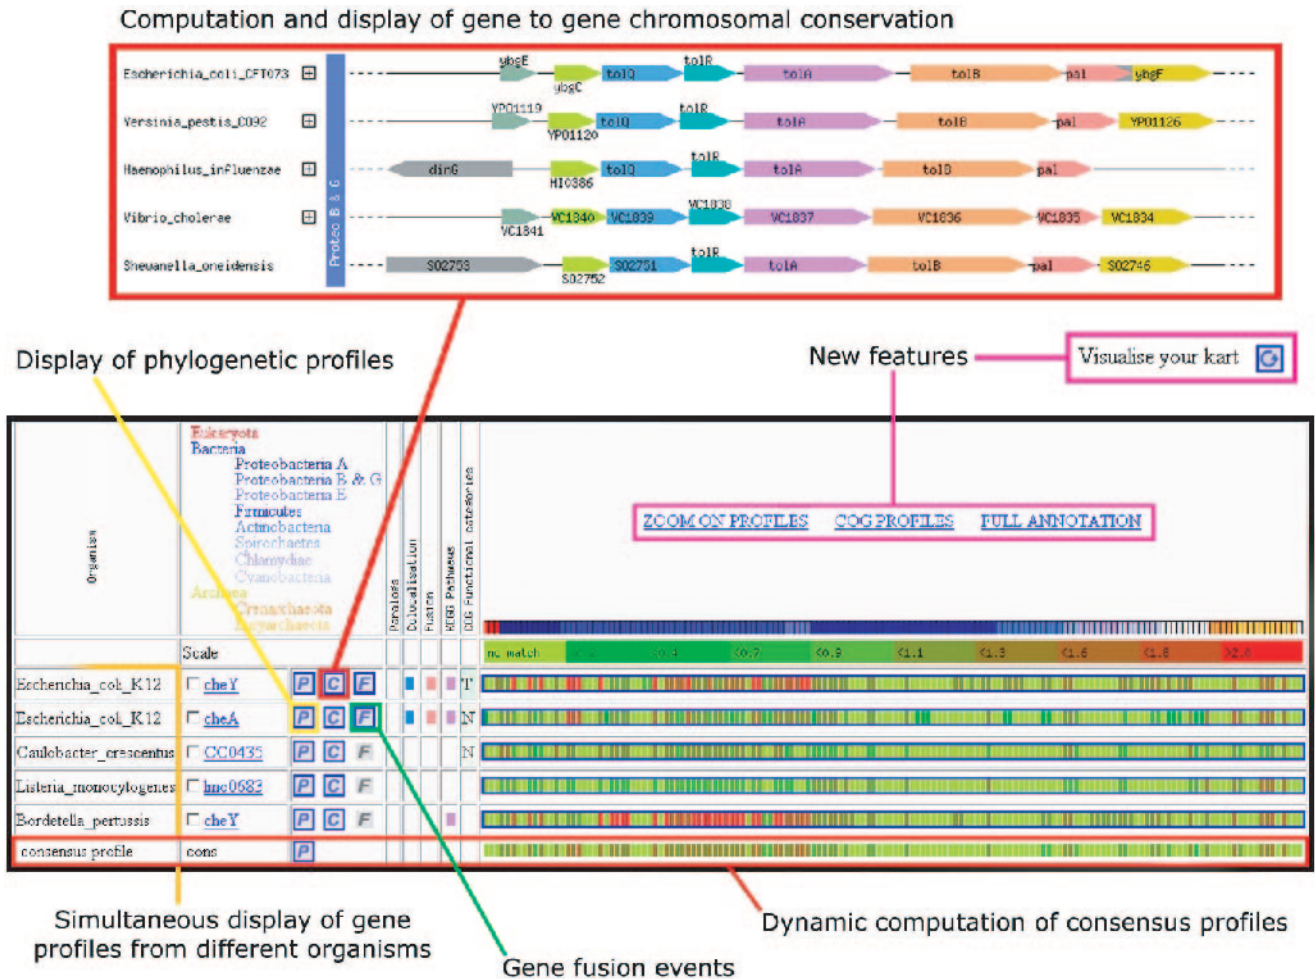 Computation and display of gene to gene chromosomal conservation
Escherichia_coli_CFT073
ybgE
ybgC
tolQ
tolR
tolA
tolB
pal
ybgF
Yersinia_pestis_CO92
YPO1119
YPO1120
tolQ
tolR
tolA
tolB
pal
YPO1126
Haemophilus_influenzae
dinG
HI0386
tolQ
tolR
tolA
tolB
pal
Vibrio_cholerae
VC1841
VC1840
VC1839
VC1838
VC1837
VC1836
VC1835
VC1834
Shewanella_oneidensis
SO2753
SO2752
SO2751
tolR
tolA
tolB
pal
SO2746
Proteo B & G
Display of phylogenetic profiles
New features
Visualise your kart
Organism
Eukaryota
Bacteria
Proteobacteria A
Proteobacteria B & G
Proteobacteria E
Firmicutes
Actinobacteria
Spirochaetes
Chlamydiae
Cyanobacteria
Archaea
Crenarchaeota
Euryarchaeota
Paralogs
Colocalisation
Fusion
KEGG Pathways
COG Functional categories
ZOOM ON PROFILES COG PROFILES FULL ANNOTATION
Scale
no match <0.4 <0.7 <0.9 <1.1 <1.3 <1.6 <1.8 >2.0
Escherichia_coli_K12 cheY P C F T
Escherichia_coli_K12 cheA P C F N
Caulobacter_crescentus CC0435 P C F N
Listeria_monocytogenes lmo0683 P C F
Bordetella_pertussis cheY P C F
consensus profile cons P
Simultaneous display of gene
profiles from different organisms
Gene fusion events
Dynamic computation of consensus profiles